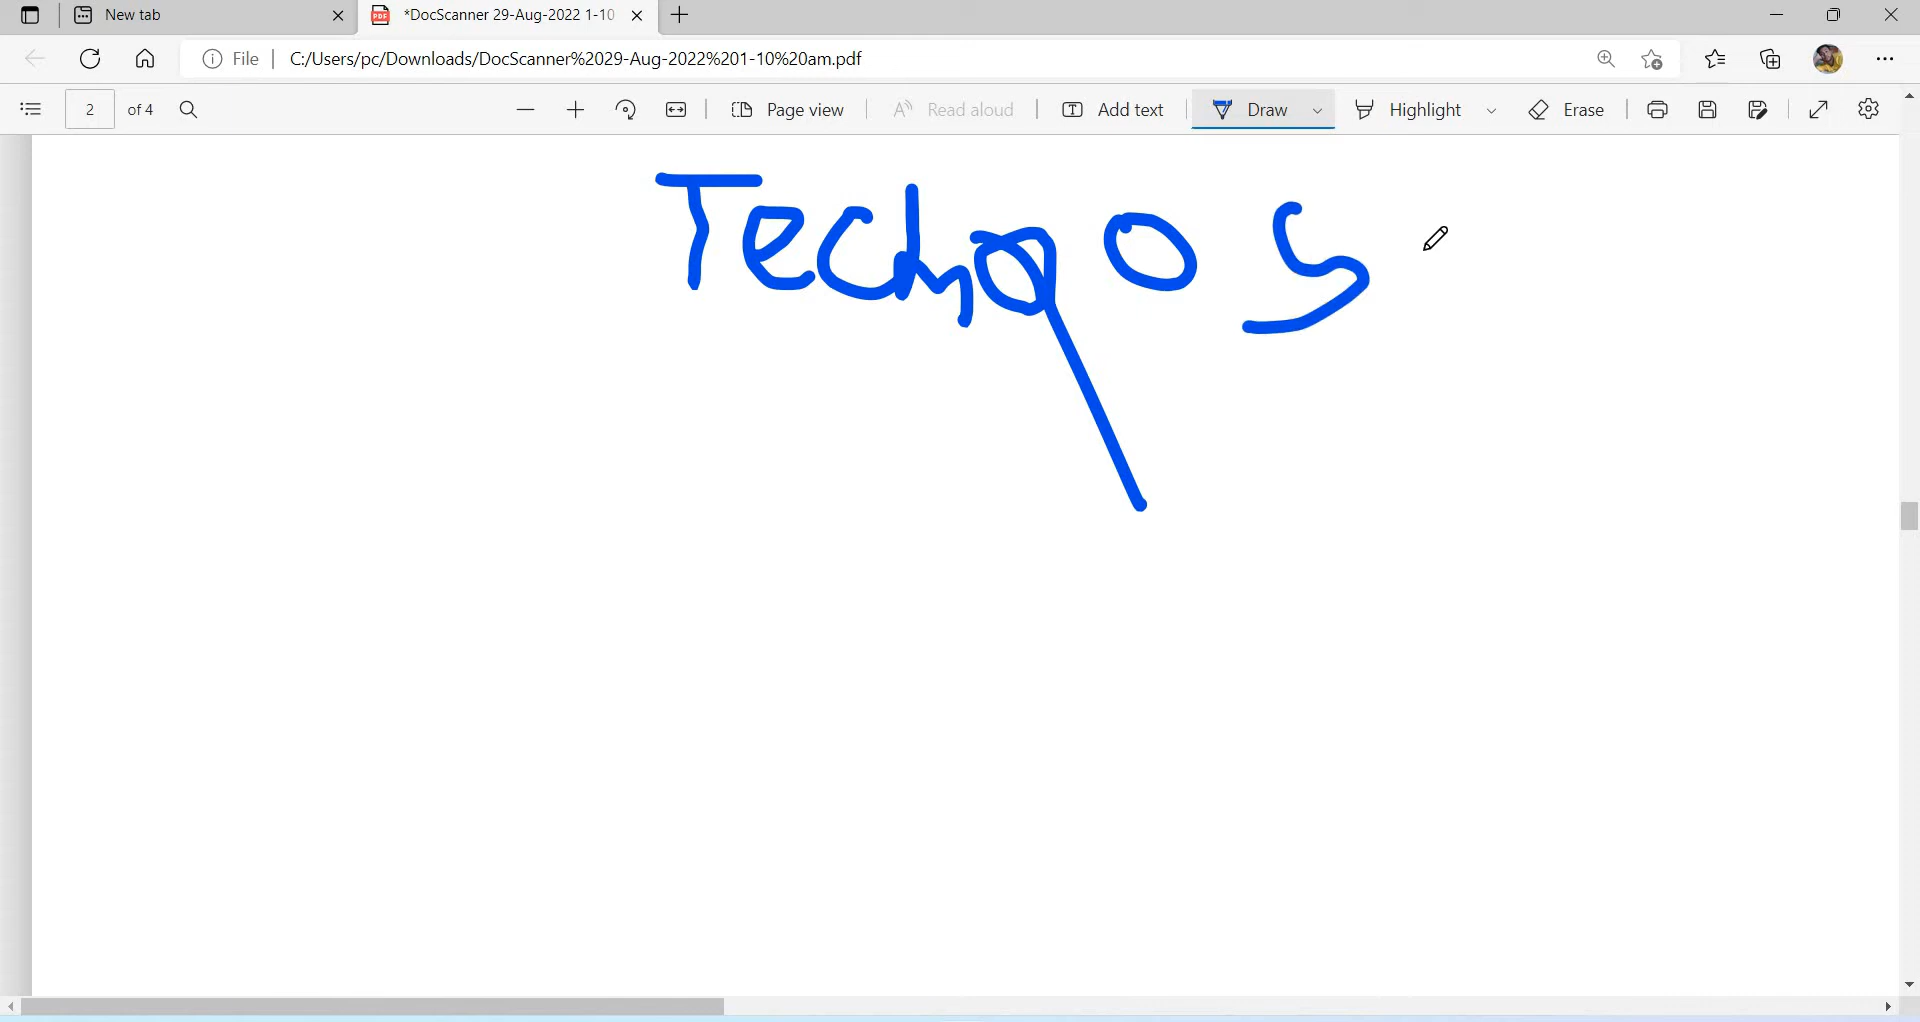 New tab
*DocScanner 29-Aug-2022 1-10
File
C:/Users/pc/Downloads/DocScanner%2029-Aug-2022%201-10%20am.pdf
2 of 4
Page view
Read aloud
Add text
Draw
Highlight
Erase
Techq o S